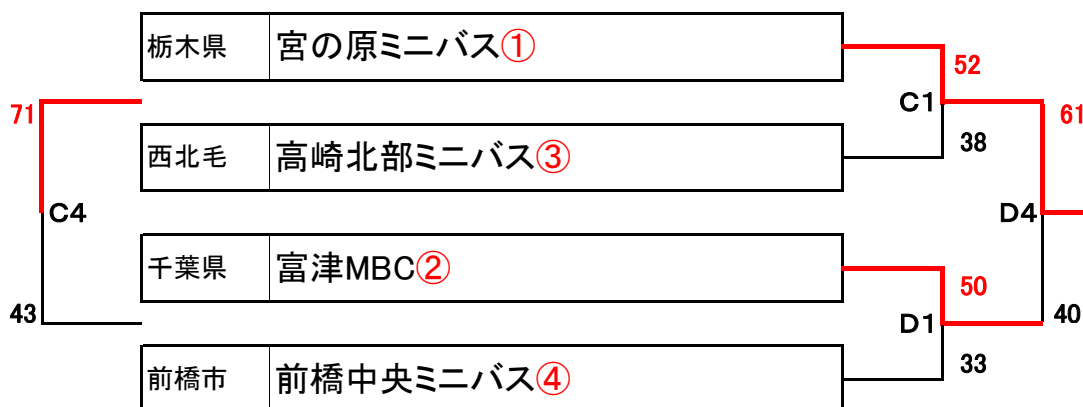 栃木県 宮の原ミニバス①
52
C1
71
61
38
西北毛 高崎北部ミニバス③
C4
D4
千葉県 富津MBC②
50
43
D1
40
33
前橋市 前橋中央ミニバス④